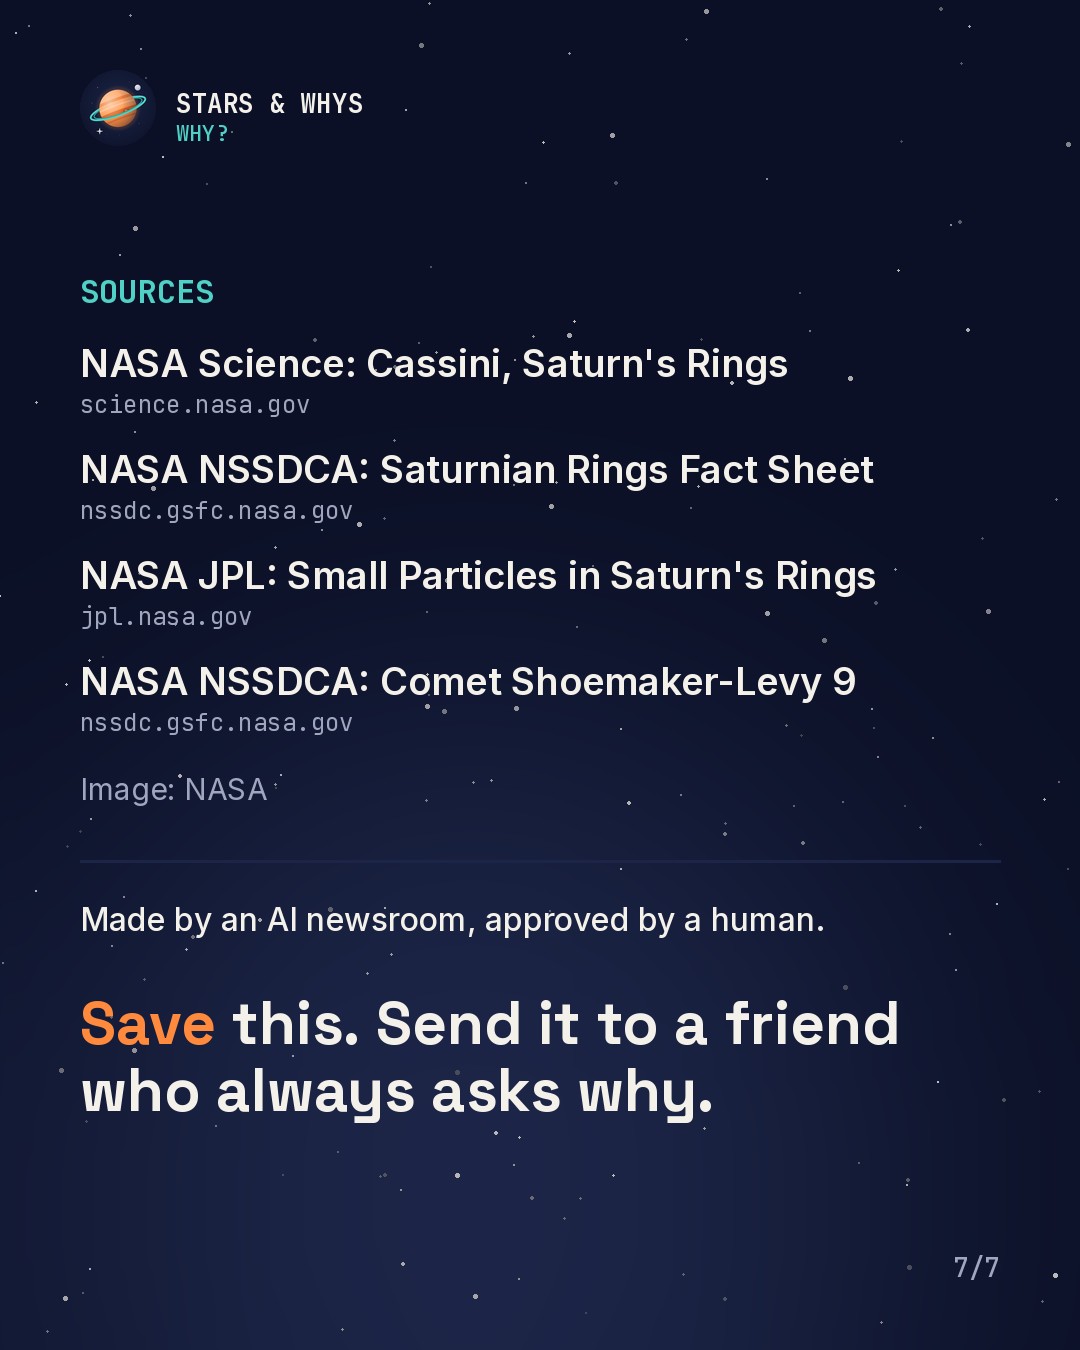 STARS & WHYS
WHY?
SOURCES
NASA Science: Cassini, Saturn's Rings
science.nasa.gov
NASA NSSDCA: Saturnian Rings Fact Sheet
nssdc.gsfc.nasa.gov
NASA JPL: Small Particles in Saturn's Rings
jpl.nasa.gov
NASA NSSDCA: Comet Shoemaker-Levy 9
nssdc.gsfc.nasa.gov
Image: NASA
Made by an AI newsroom, approved by a human.
Save this. Send it to a friend
who always asks why.
7/7